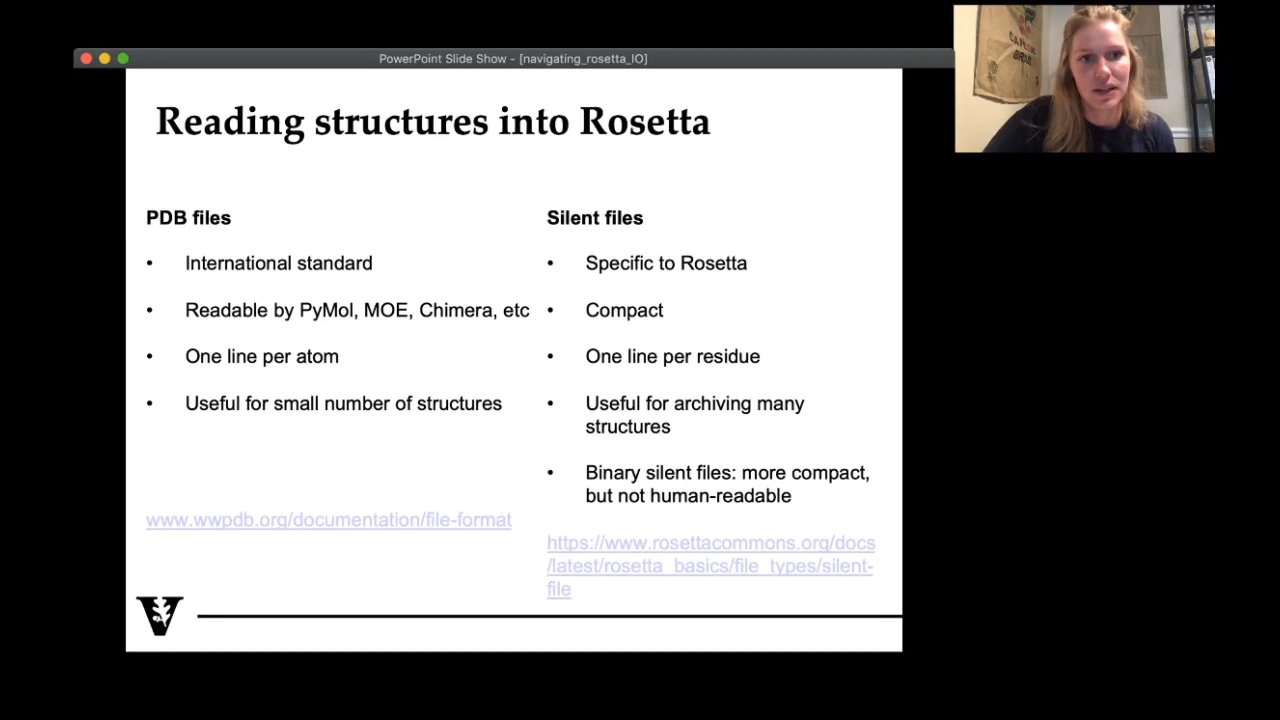 PowerPoint Slide Show - [navigating_rosetta_IO]
Reading structures into Rosetta
PDB files
• International standard
• Readable by PyMol, MOE, Chimera, etc
• One line per atom
• Useful for small number of structures
www.wwpdb.org/documentation/file-format
Silent files
• Specific to Rosetta
• Compact
• One line per residue
• Useful for archiving many
structures
• Binary silent files: more compact,
but not human-readable
https://www.rosettacommons.org/docs
/latest/rosetta_basics/file_types/silent-
file
V